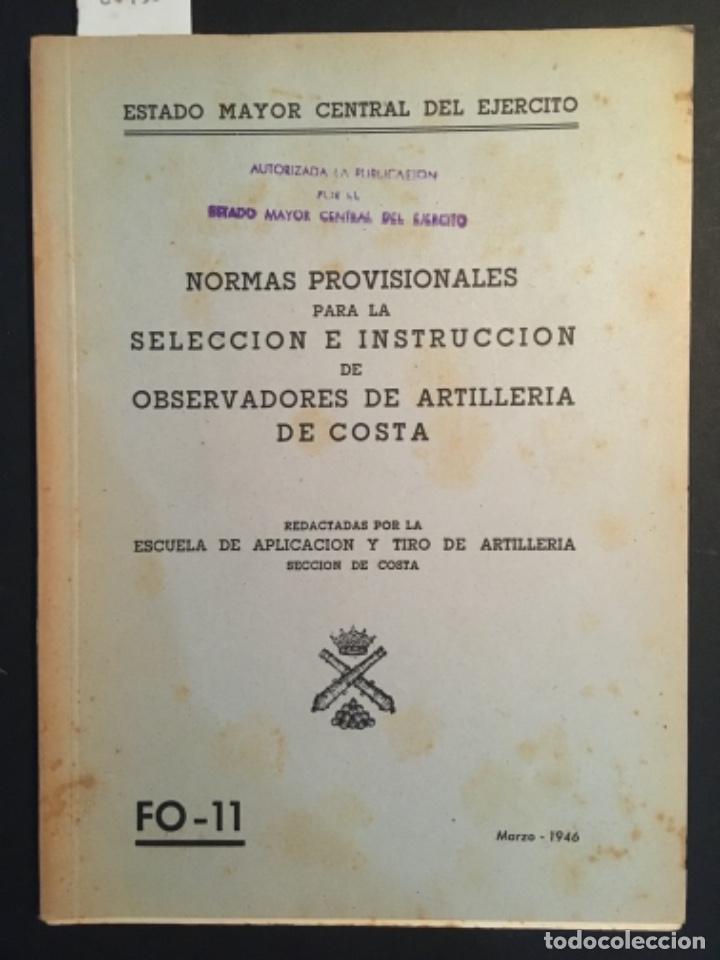 ESTADO MAYOR CENTRAL DEL EJERCITO
AUTORIZADA LA PUBLICACION
POR EL
ESTADO MAYOR CENTRAL DEL EJERCITO
NORMAS PROVISIONALES
PARA LA
SELECCION E INSTRUCCION
DE
OBSERVADORES DE ARTILLERIA
DE COSTA
REDACTADAS POR LA
ESCUELA DE APLICACION Y TIRO DE ARTILLERIA
SECCION DE COSTA
FO-11
Marzo - 1946
todocoleccion